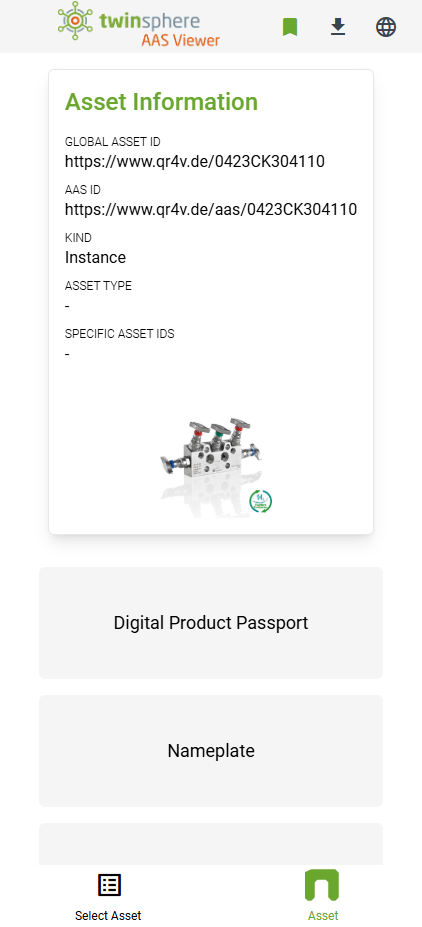 twinsphere
AAS Viewer
Asset Information
GLOBAL ASSET ID
https://www.qr4v.de/0423CK304110
AAS ID
https://www.qr4v.de/aas/0423CK304110
KIND
Instance
ASSET TYPE
-
SPECIFIC ASSET IDS
-
Digital Product Passport
Nameplate
Select Asset
Asset